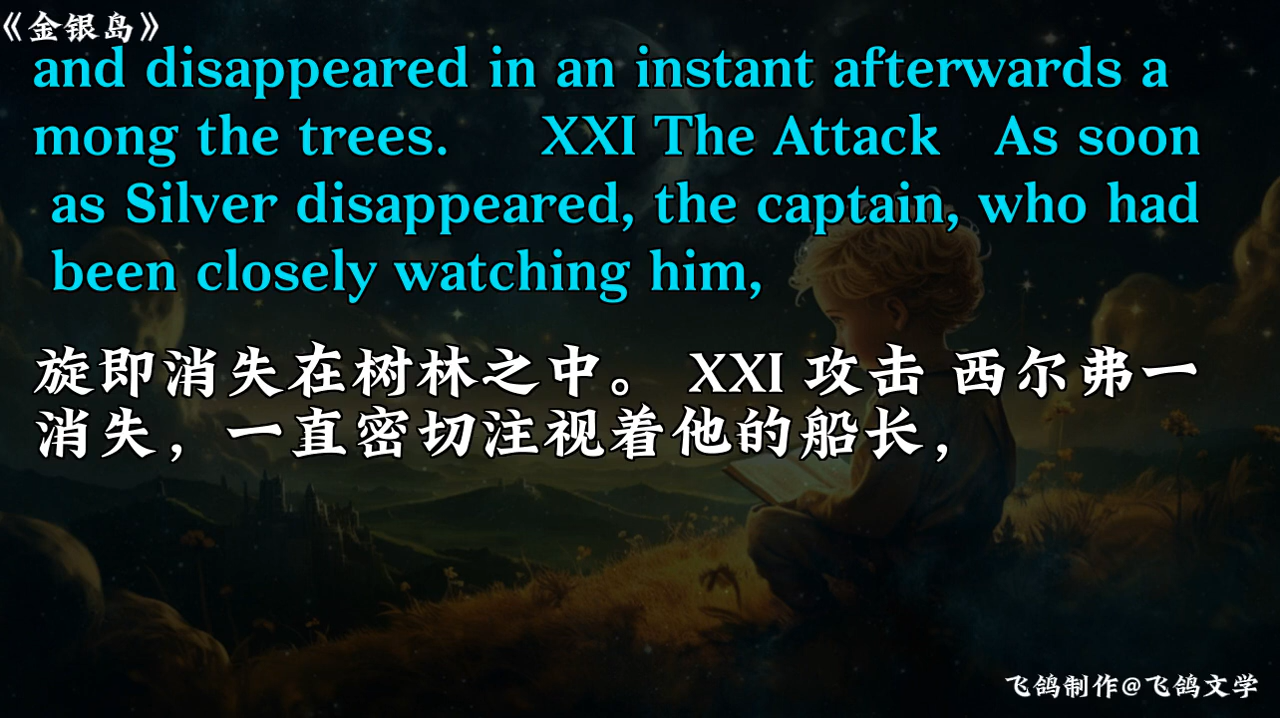 《金银岛》
and disappeared in an instant afterwards a
mong the trees. XXI The Attack As soon
as Silver disappeared, the captain, who had
been closely watching him,
旋即消失在树林之中。 XXI 攻击 西尔弗一
消失，一直密切注视着他的船长，
飞鸽制作@飞鸽文学